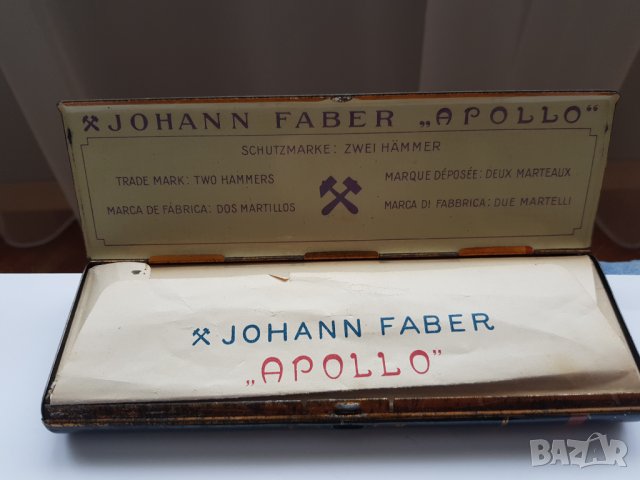 JOHANN FABER „APOLLO“
SCHUTZMARKE: ZWEI HÄMMER
TRADE MARK: TWO HAMMERS
MARQUE DÉPOSÉE: DEUX MARTEAUX
MARCA DE FÁBRICA: DOS MARTILLOS
MARCA DI FABBRICA: DUE MARTELLI
JOHANN FABER
„APOLLO“
BAZAR